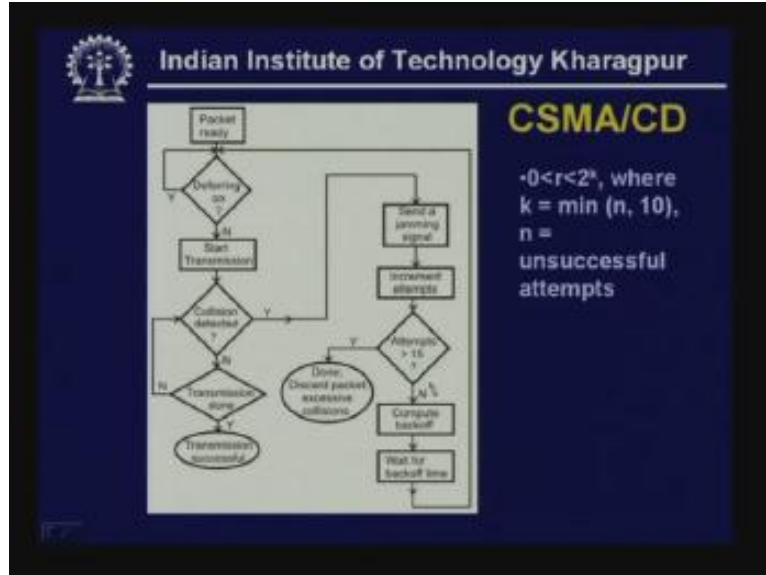 Indian Institute of Technology Kharagpur
CSMA/CD
•0<r<2ᵏ, where
k = min (n, 10),
n =
unsuccessful
attempts
Packet
ready
Deferring
on
?
Y
N
Start
Transmission
Collision
detected
?
Y
N
Transmission
done
N
Y
Transmission
successful
Send a
jamming
signal
Increment
attempts
Attempts
> 15
?
Y
N
Done;
Discard packet
excessive
collisions
Compute
backoff
Wait for
backoff time